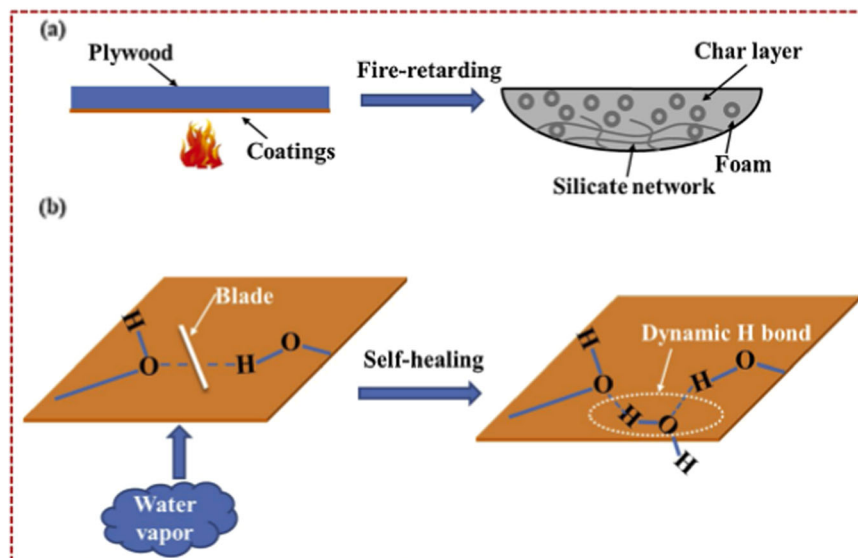 (a)
Plywood
Fire-retarding
Char layer
Coatings
Foam
Silicate network
(b)
Blade
H
O
H
O
Self-healing
Dynamic H bond
H
O
H
O
H
O
H
Water
vapor